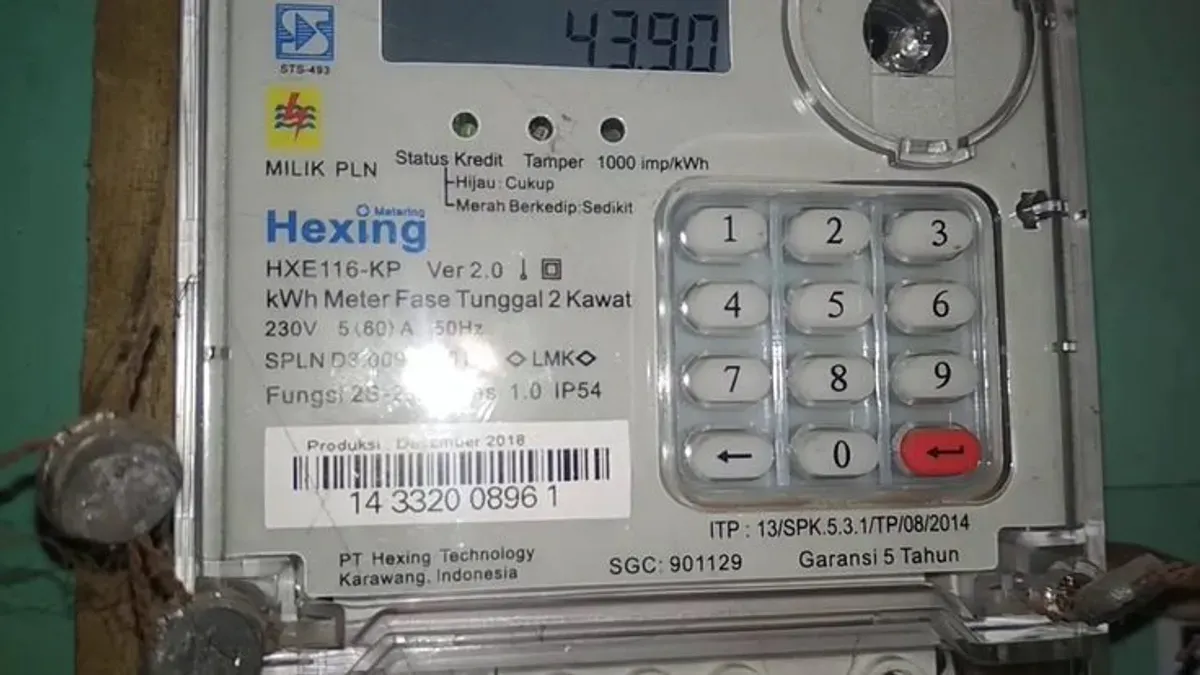 43.90
STS-493
MILIK PLN
Status Kredit Tamper 1000 imp/kWh
Hijau : Cukup
Merah Berkedip : Sedikit
Metering
Hexing
HXE116-KP Ver 2.0
kWh Meter Fase Tunggal 2 Kawat
230V 5(60) A 50Hz
SPLN D3.009 LMK
Fungsi 2S- 1.0 IP54
Produksi : Desember 2018
14 3320 0896 1
1 2 3
4 5 6
7 8 9
← 0 ↵
ITP : 13/SPK.5.3.1/TP/08/2014
PT Hexing Technology
Karawang. Indonesia
SGC: 901129
Garansi 5 Tahun